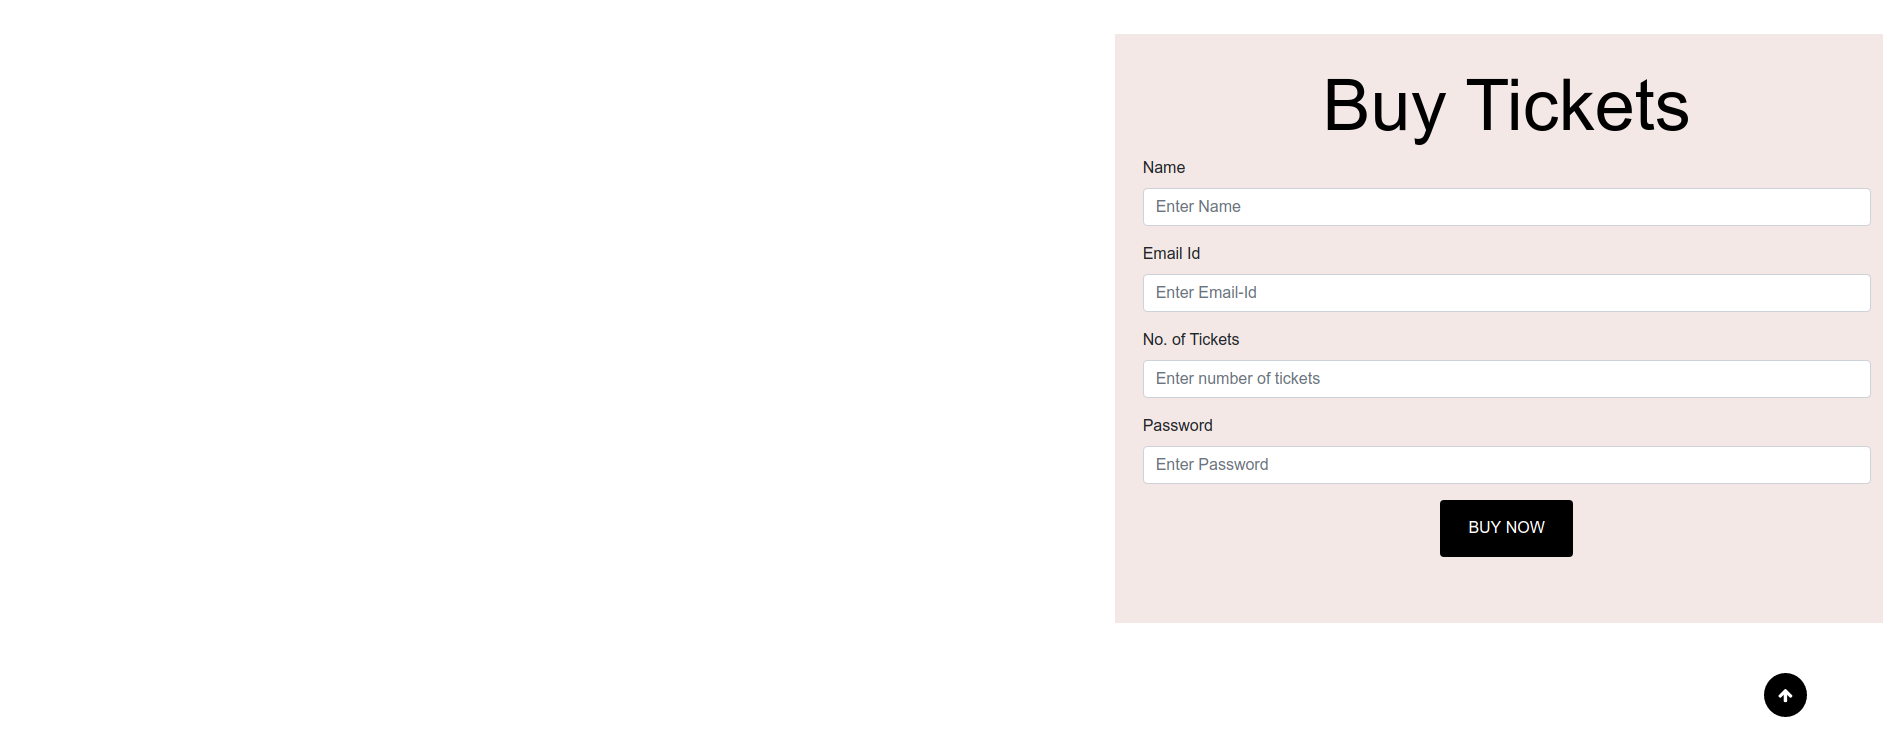 Buy Tickets
Name
Enter Name
Email Id
Enter Email-Id
No. of Tickets
Enter number of tickets
Password
Enter Password
BUY NOW